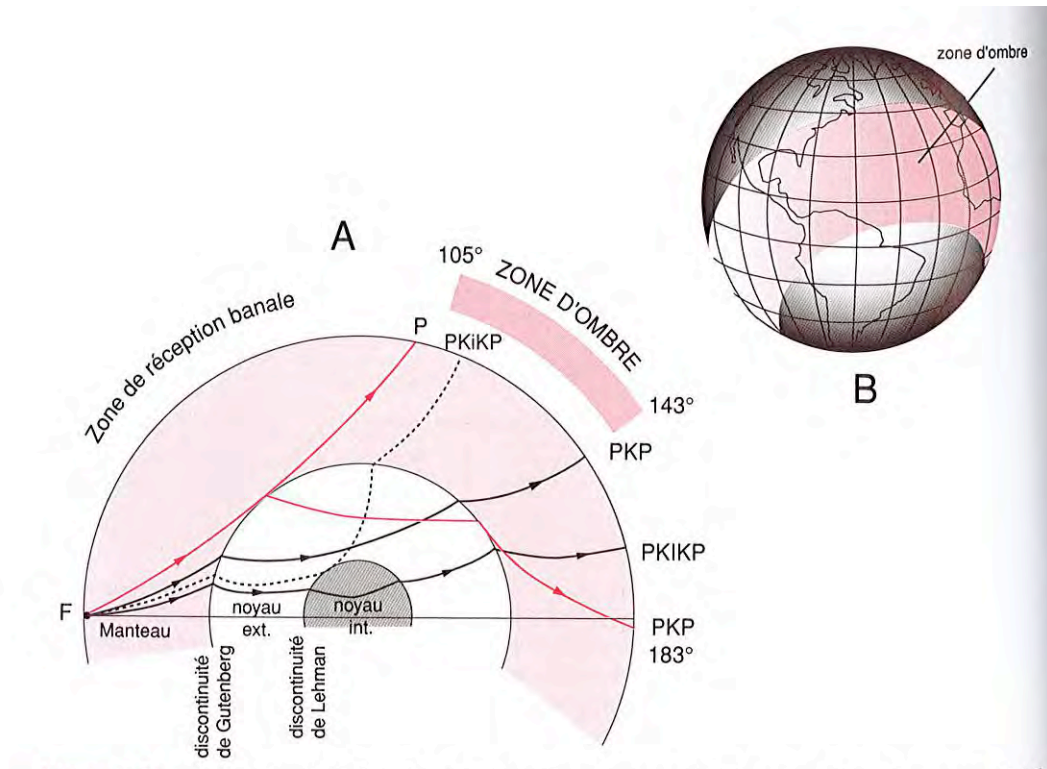 zone d'ombre
B
A
Zone de réception banale
105°
ZONE D'OMBRE
143°
P
PKiKP
PKP
PKIKP
PKP
183°
F
Manteau
noyau
ext.
noyau
int.
discontinuité
de Gutenberg
discontinuité
de Lehman